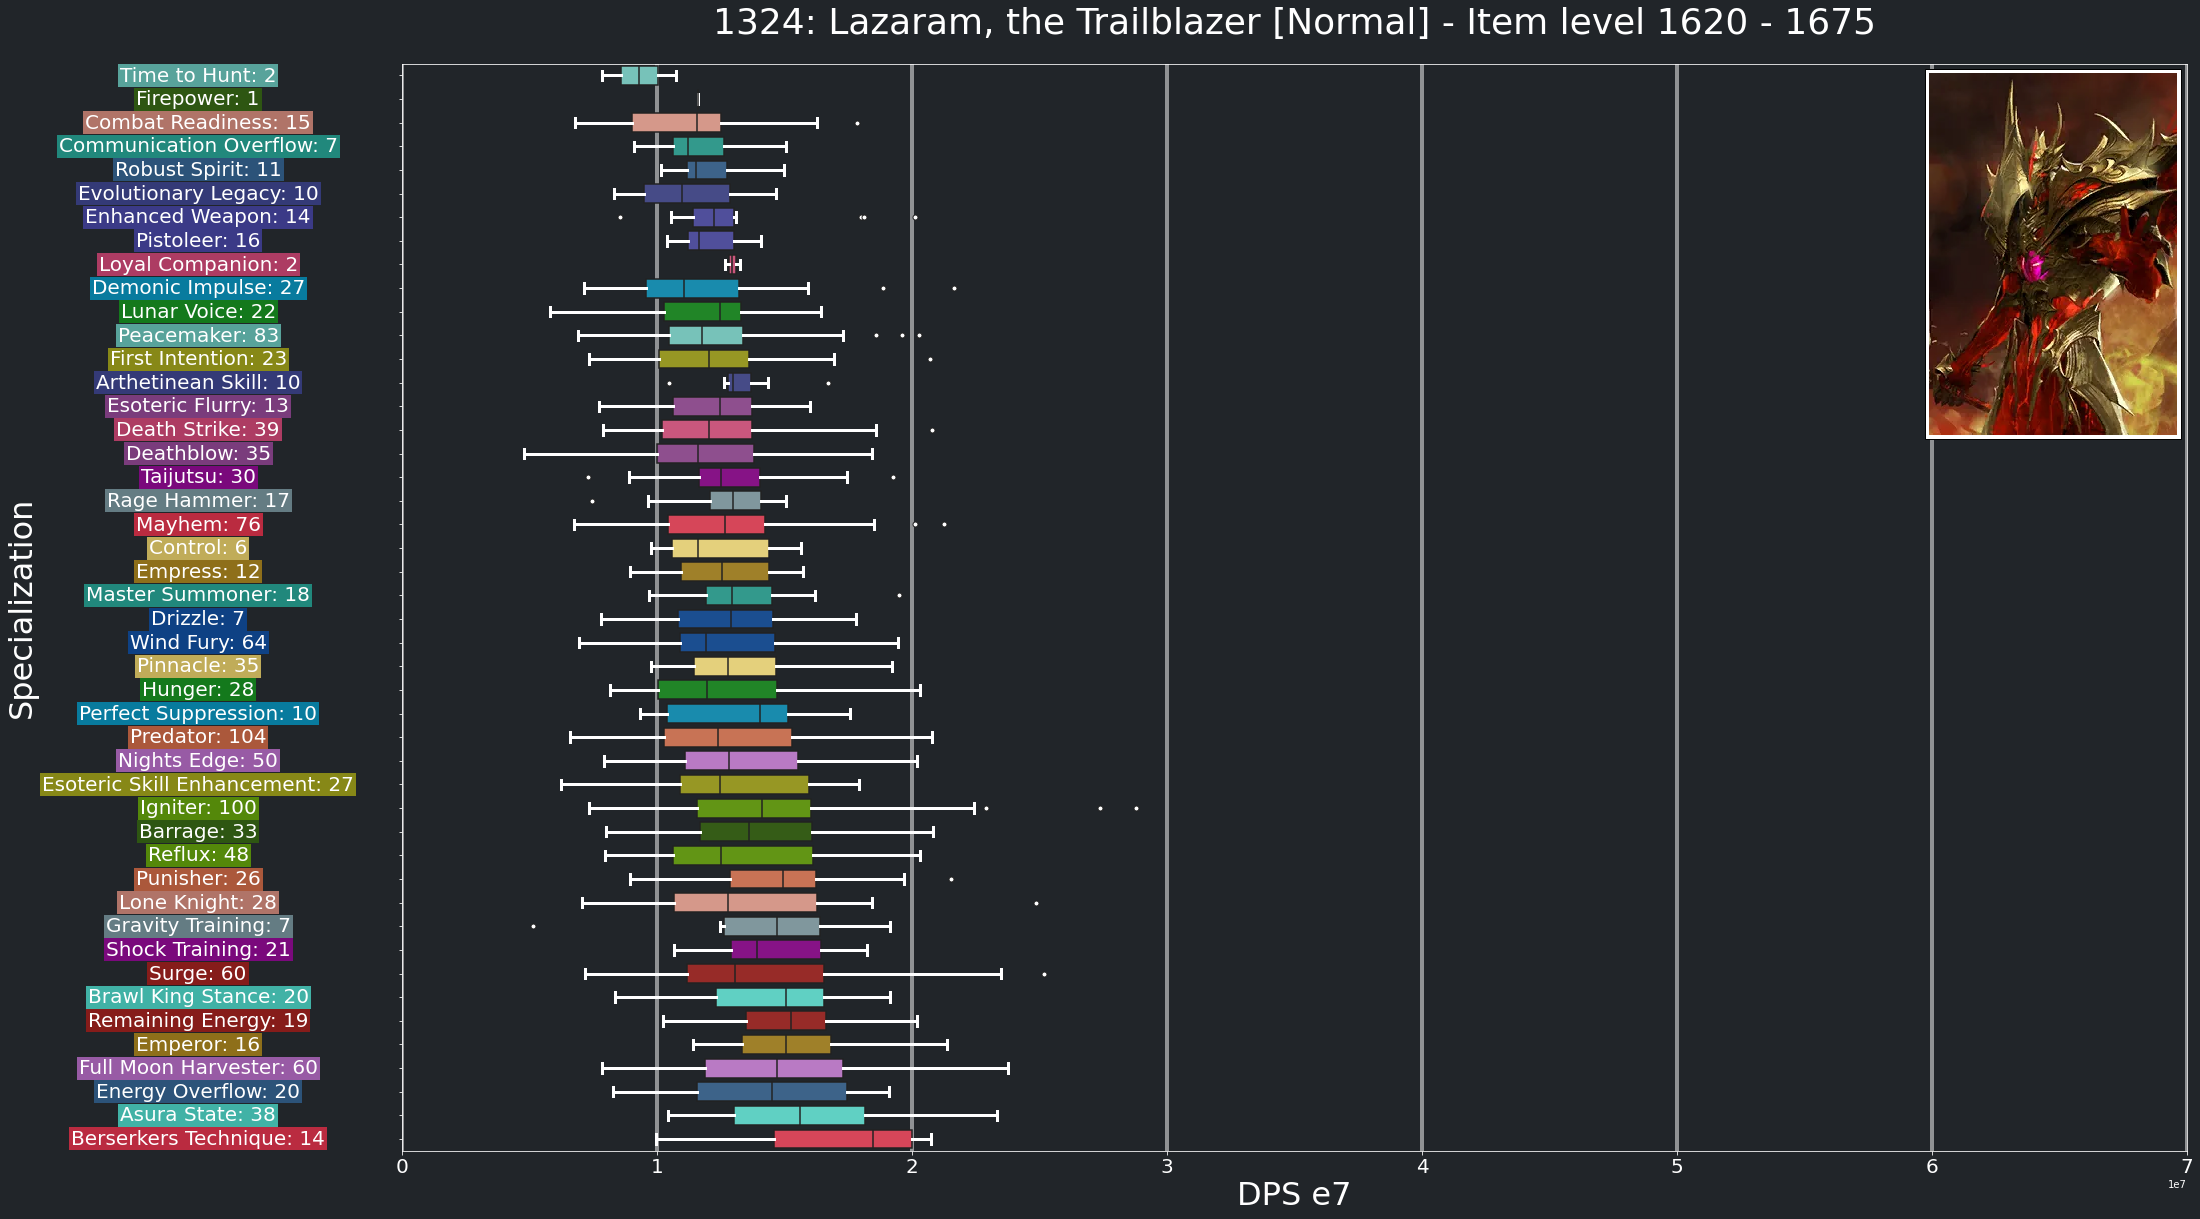 1324: Lazaram, the Trailblazer [Normal] - Item level 1620 - 1675
Specialization
Time to Hunt: 2
Firepower: 1
Combat Readiness: 15
Communication Overflow: 7
Robust Spirit: 11
Evolutionary Legacy: 10
Enhanced Weapon: 14
Pistoleer: 16
Loyal Companion: 2
Demonic Impulse: 27
Lunar Voice: 22
Peacemaker: 83
First Intention: 23
Arthetinean Skill: 10
Esoteric Flurry: 13
Death Strike: 39
Deathblow: 35
Taijutsu: 30
Rage Hammer: 17
Mayhem: 76
Control: 6
Empress: 12
Master Summoner: 18
Drizzle: 7
Wind Fury: 64
Pinnacle: 35
Hunger: 28
Perfect Suppression: 10
Predator: 104
Nights Edge: 50
Esoteric Skill Enhancement: 27
Igniter: 100
Barrage: 33
Reflux: 48
Punisher: 26
Lone Knight: 28
Gravity Training: 7
Shock Training: 21
Surge: 60
Brawl King Stance: 20
Remaining Energy: 19
Emperor: 16
Full Moon Harvester: 60
Energy Overflow: 20
Asura State: 38
Berserkers Technique: 14
0 1 2 3 4 5 6 7
1e7
DPS e7